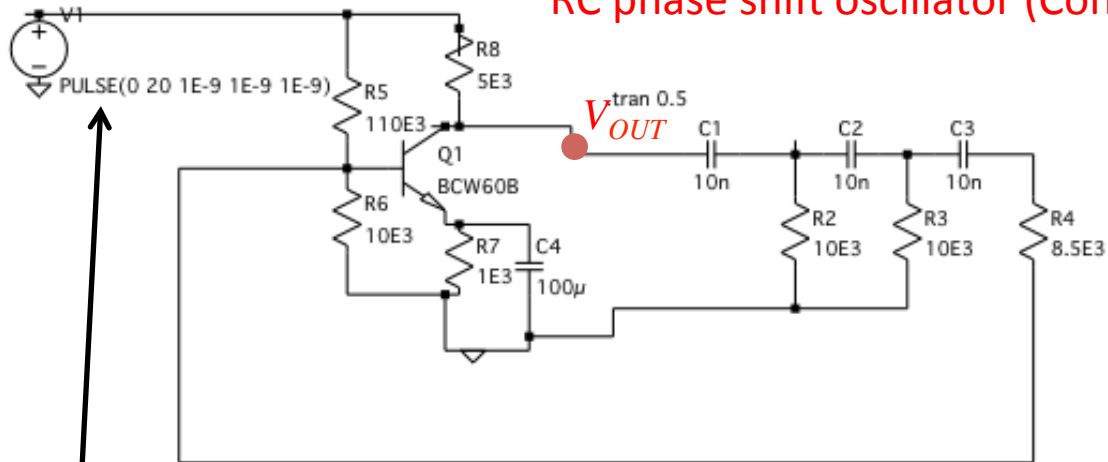 RC phase shift oscillator (Con
V1
+
−
PULSE(0 20 1E-9 1E-9 1E-9)
R5
110E3
R8
5E3
Q1
BCW60B
R6
10E3
R7
1E3
C4
100µ
VOUT
tran 0.5
C1
10n
C2
10n
C3
10n
R2
10E3
R3
10E3
R4
8.5E3